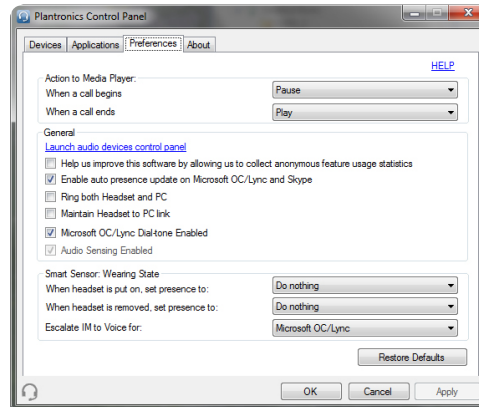 Plantronics Control Panel
Devices Applications Preferences About
HELP
Action to Media Player:
When a call begins Pause
When a call ends Play
General
Launch audio devices control panel
Help us improve this software by allowing us to collect anonymous feature usage statistics
Enable auto presence update on Microsoft OC/Lync and Skype
Ring both Headset and PC
Maintain Headset to PC link
Microsoft OC/Lync Dial-tone Enabled
Audio Sensing Enabled
Smart Sensor: Wearing State
When headset is put on, set presence to: Do nothing
When headset is removed, set presence to: Do nothing
Escalate IM to Voice for: Microsoft OC/Lync
Restore Defaults
OK Cancel Apply